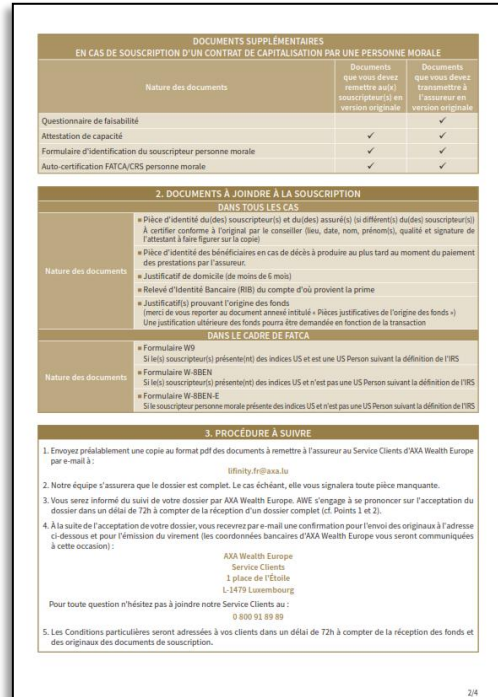 DOCUMENTS SUPPLÉMENTAIRES
EN CAS DE SOUSCRIPTION D'UN CONTRAT DE CAPITALISATION PAR UNE PERSONNE MORALE
Nature des documents
Documents
que vous devez
remettre au(x)
souscripteur(s) en
version originale
Documents
que vous devez
transmettre à
l'assureur en
version originale
Questionnaire de faisabilité ✓
Attestation de capacité ✓ ✓
Formulaire d'identification du souscripteur personne morale ✓ ✓
Auto-certification FATCA/CRS personne morale ✓ ✓
2. DOCUMENTS À JOINDRE À LA SOUSCRIPTION
DANS TOUS LES CAS
Nature des documents
■ Pièce d'identité du(des) souscripteur(s) et du(des) assuré(s) (si différent(s) du(des) souscripteur(s))
À certifier conforme à l'original par le conseiller (lieu, date, nom, prénom(s), qualité et signature de
l'attestant à faire figurer sur la copie)
■ Pièce d'identité des bénéficiaires en cas de décès à produire au plus tard au moment du paiement
des prestations par l'assureur.
■ Justificatif de domicile (de moins de 6 mois)
■ Relevé d'Identité Bancaire (RIB) du compte d'où provient la prime
■ Justificatif(s) prouvant l'origine des fonds
(merci de vous reporter au document annexé intitulé « Pièces justificatives de l'origine des fonds »)
Une justification ultérieure des fonds pourra être demandée en fonction de la transaction
DANS LE CADRE DE FATCA
Nature des documents
■ Formulaire W9
Si le(s) souscripteur(s) présente(nt) des indices US et est une US Person suivant la définition de l'IRS
■ Formulaire W-8BEN
Si le(s) souscripteur(s) présente(nt) des indices US et n'est pas une US Person suivant la définition de l'IRS
■ Formulaire W-8BEN-E
Si le souscripteur personne morale présente des indices US et n'est pas une US Person suivant la définition de l'IRS
3. PROCÉDURE À SUIVRE
1. Envoyez préalablement une copie au format pdf des documents à remettre à l'assureur au Service Clients d'AXA Wealth Europe
par e-mail à :
lifinity.fr@axa.lu
2. Notre équipe s'assurera que le dossier est complet. Le cas échéant, elle vous signalera toute pièce manquante.
3. Vous serez informé du suivi de votre dossier par AXA Wealth Europe. AWE s'engage à se prononcer sur l'acceptation du
dossier dans un délai de 72h à compter de la réception d'un dossier complet (cf. Points 1 et 2).
4. À la suite de l'acceptation de votre dossier, vous recevrez par e-mail une confirmation pour l'envoi des originaux à l'adresse
ci-dessous et pour l'émission du virement (les coordonnées bancaires d'AXA Wealth Europe vous seront communiquées
à cette occasion) :
AXA Wealth Europe
Service Clients
1 place de l'Étoile
L-1479 Luxembourg
Pour toute question n'hésitez pas à joindre notre Service Clients au :
0 800 91 89 89
5. Les Conditions particulières seront adressées à vos clients dans un délai de 72h à compter de la réception des fonds et
des originaux des documents de souscription.
2/4